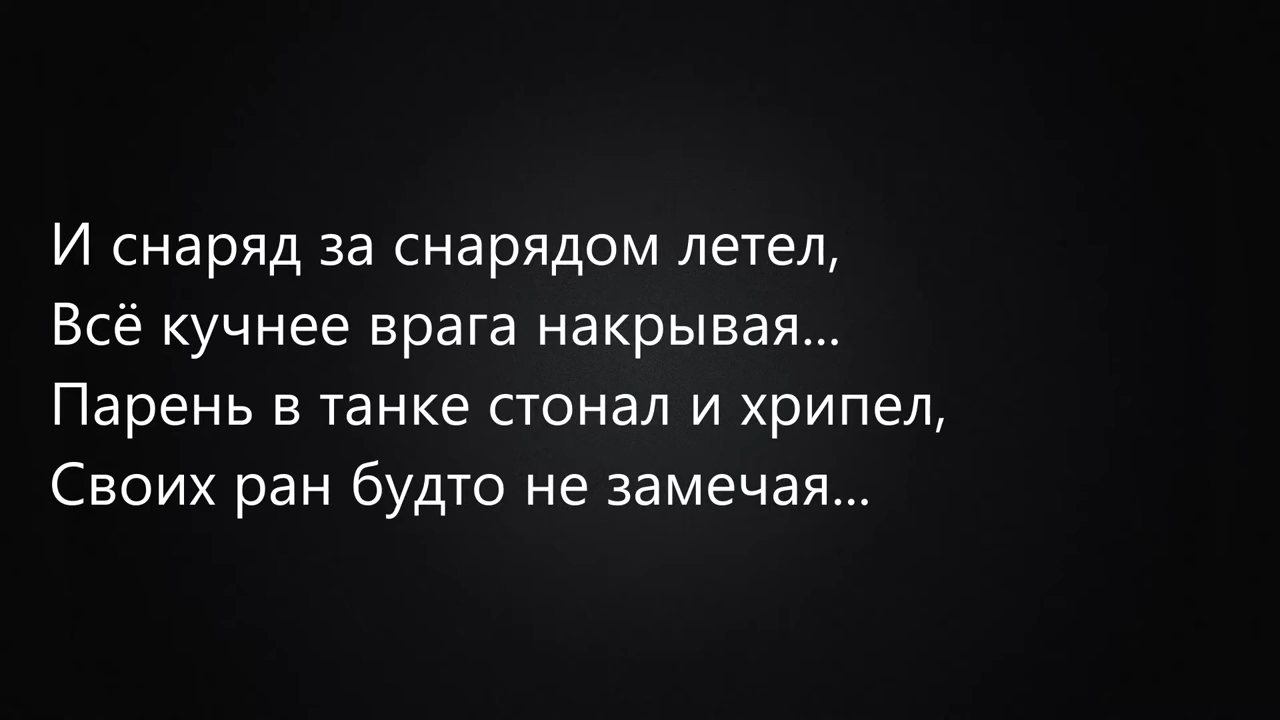 И снаряд за снарядом летел,
Всё кучнее врага накрывая...
Парень в танке стонал и хрипел,
Своих ран будто не замечая...